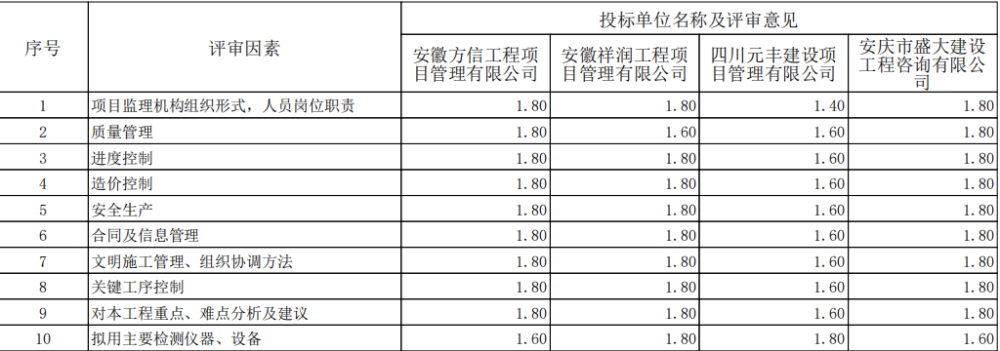 序号 评审因素 投标单位名称及评审意见
安徽方信工程项目管理有限公司 安徽祥润工程项目管理有限公司 四川元丰建设项目管理有限公司 安庆市盛大建设工程咨询有限公司
1 项目监理机构组织形式，人员岗位职责 1.80 1.80 1.40 1.80
2 质量管理 1.80 1.60 1.60 1.80
3 进度控制 1.80 1.80 1.60 1.80
4 造价控制 1.80 1.80 1.60 1.80
5 安全生产 1.80 1.80 1.60 1.80
6 合同及信息管理 1.80 1.80 1.60 1.80
7 文明施工管理、组织协调方法 1.80 1.80 1.60 1.80
8 关键工序控制 1.80 1.80 1.60 1.80
9 对本工程重点、难点分析及建议 1.80 1.80 1.60 1.80
10 拟用主要检测仪器、设备 1.60 1.80 1.80 1.60